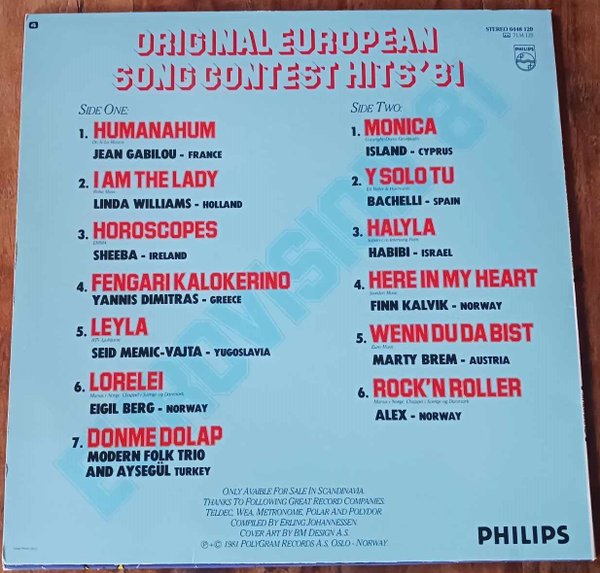 4
ORIGINAL EUROPEAN
SONG CONTEST HITS'81
STEREO 6448 120
7134 120
PHILIPS
EUROVISION 81
SIDE ONE:
1. HUMANAHUM
JEAN GABILOU - FRANCE
2. I AM THE LADY
LINDA WILLIAMS - HOLLAND
3. HOROSCOPES
SHEEBA - IRELAND
4. FENGARI KALOKERINO
YANNIS DIMITRAS - GREECE
5. LEYLA
SEID MEMIC-VAJTA - YUGOSLAVIA
6. LORELEI
EIGIL BERG - NORWAY
7. DONME DOLAP
MODERN FOLK TRIO
AND AYSEGÜL TURKEY
SIDE TWO:
1. MONICA
ISLAND - CYPRUS
2. Y SOLO TU
BACHELLI - SPAIN
3. HALYLA
HABIBI - ISRAEL
4. HERE IN MY HEART
FINN KALVIK - NORWAY
5. WENN DU DA BIST
MARTY BREM - AUSTRIA
6. ROCK'N ROLLER
ALEX - NORWAY
ONLY AVAIBLE FOR SALE IN SCANDINAVIA.
THANKS TO FOLLOWING GREAT RECORD COMPANIES.
TELDEC, WEA, METRONOME, POLAR AND POLYDOR
COMPILED BY ERLING JOHANNESSEN
COVER ART BY BM DESIGN A.S.
℗ + © 1981 POLYGRAM RECORDS A.S, OSLO - NORWAY.
PHILIPS